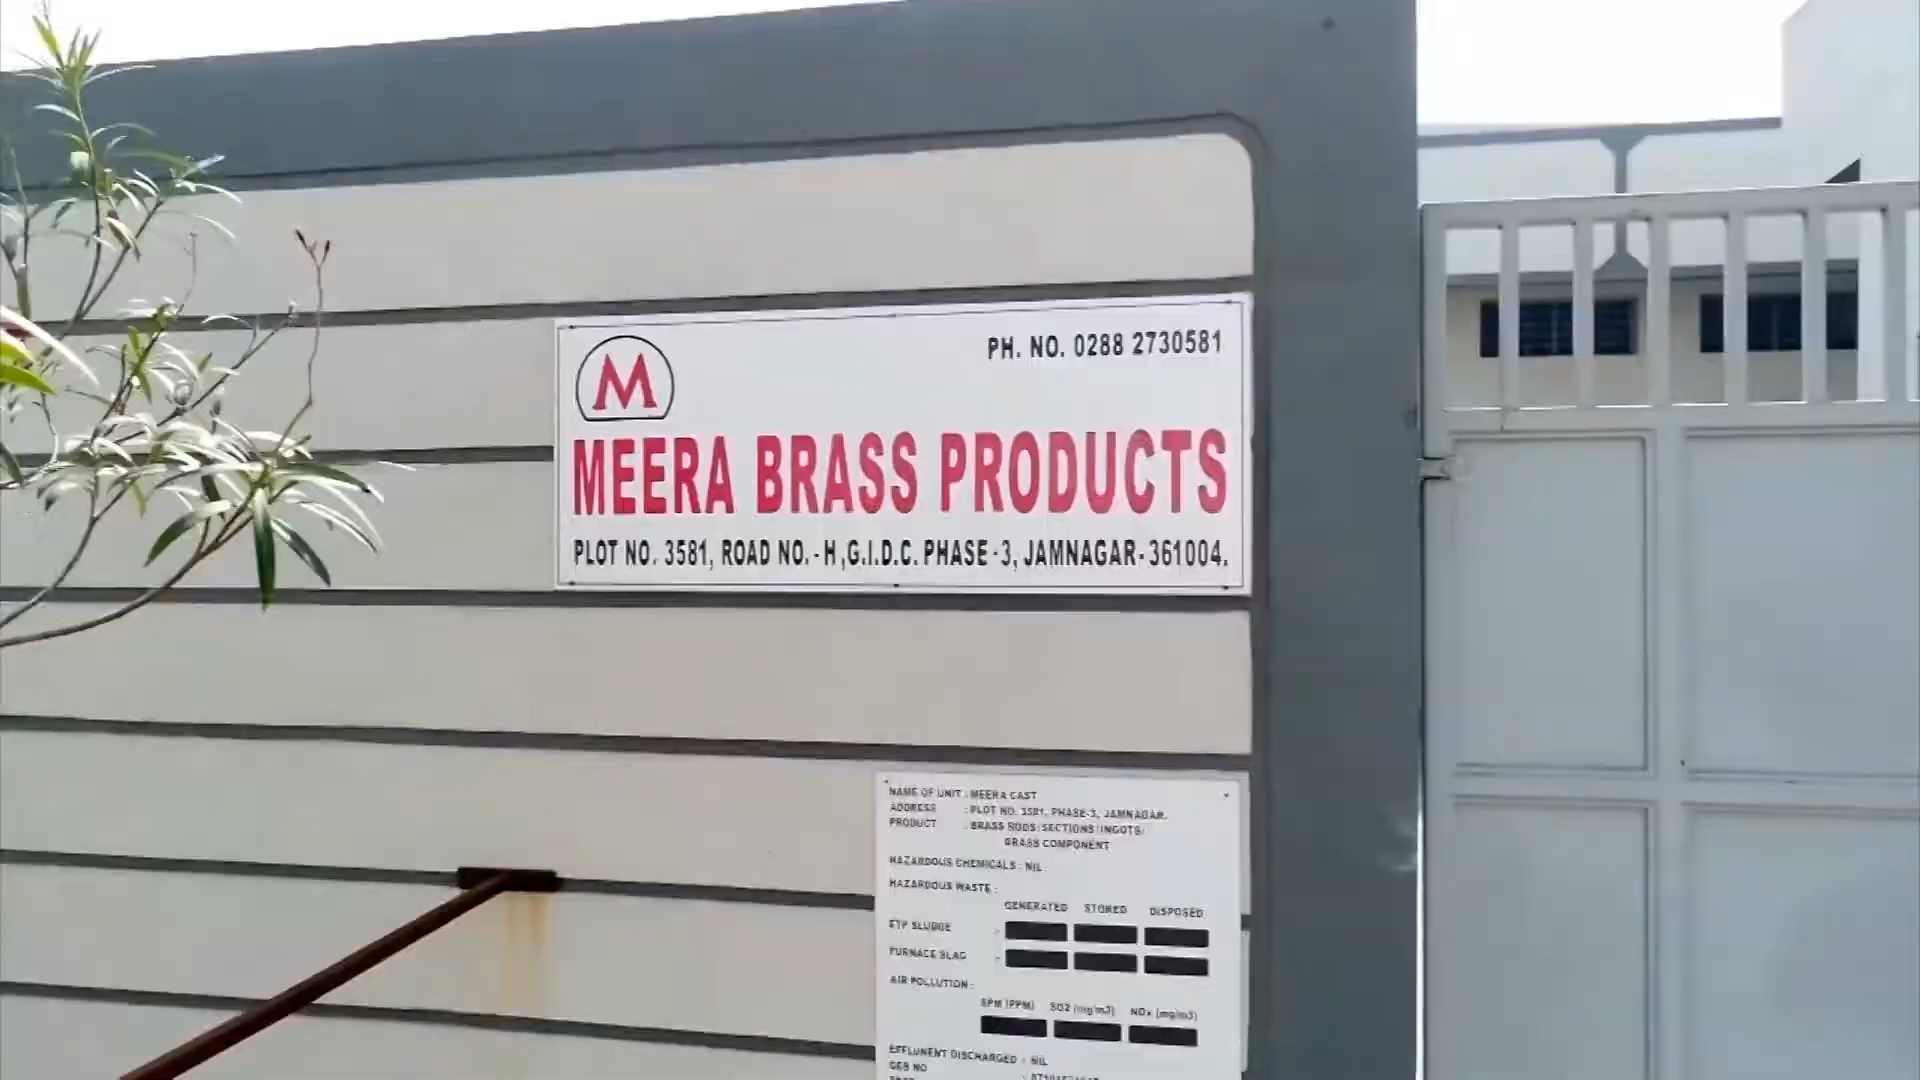 M
PH. NO. 0288 2730581
MEERA BRASS PRODUCTS
PLOT NO. 3581, ROAD NO. - H ,G.I.D.C. PHASE - 3, JAMNAGAR- 361004.
NAME OF UNIT : MEERA CAST
ADDRESS : PLOT NO. 3581, PHASE-3, JAMNAGAR.
PRODUCT : BRASS RODS/SECTIONS/INGOTS/
BRASS COMPONENT
HAZARDOUS CHEMICALS : NIL
HAZARDOUS WASTE :
GENERATED STORED DISPOSED
ETP SLUDGE -
FURNACE SLAG -
AIR POLLUTION :
SPM (PPM) SO2 (mg/m3) NOx (mg/m3)
EFFLUNENT DISCHARGED : NIL
GEB NO :